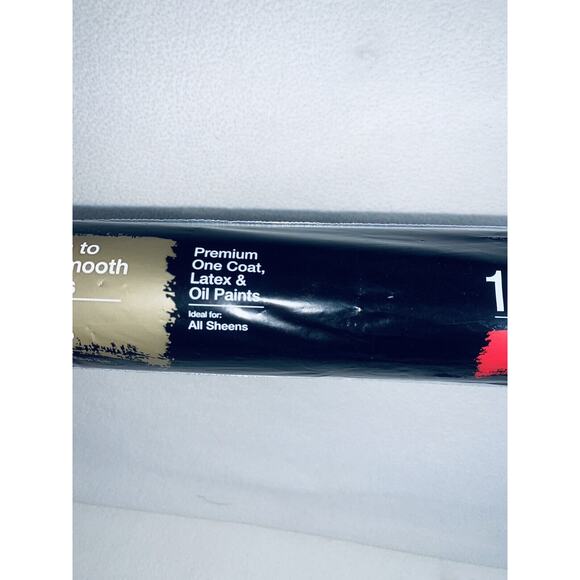 to
mooth
Premium
One Coat,
Latex &
Oil Paints
Ideal for:
All Sheens
1